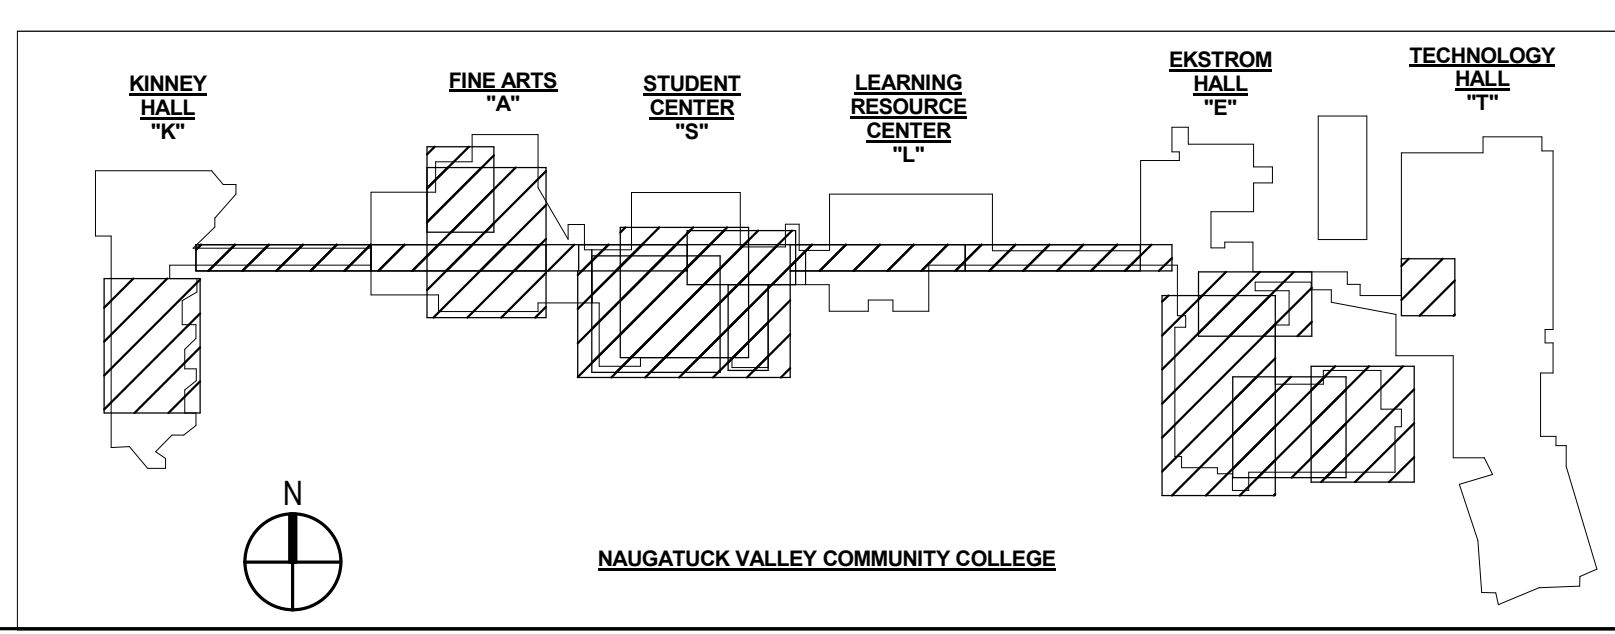 KINNEY
HALL
"K"
FINE ARTS
"A"
STUDENT
CENTER
"S"
LEARNING
RESOURCE
CENTER
"L"
EKSTROM
HALL
"E"
TECHNOLOGY
HALL
"T"
N
NAUGATUCK VALLEY COMMUNITY COLLEGE